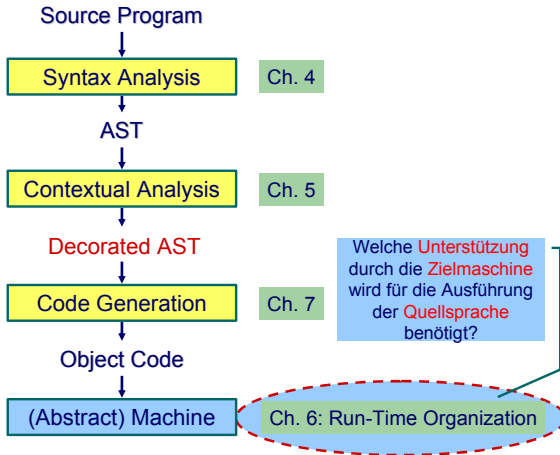 Source Program
Syntax Analysis
Ch. 4
AST
Contextual Analysis
Ch. 5
Decorated AST
Welche Unterstützung
durch die Zielmaschine
wird für die Ausführung
der Quellsprache
benötigt?
Code Generation
Ch. 7
Object Code
(Abstract) Machine
Ch. 6: Run-Time Organization